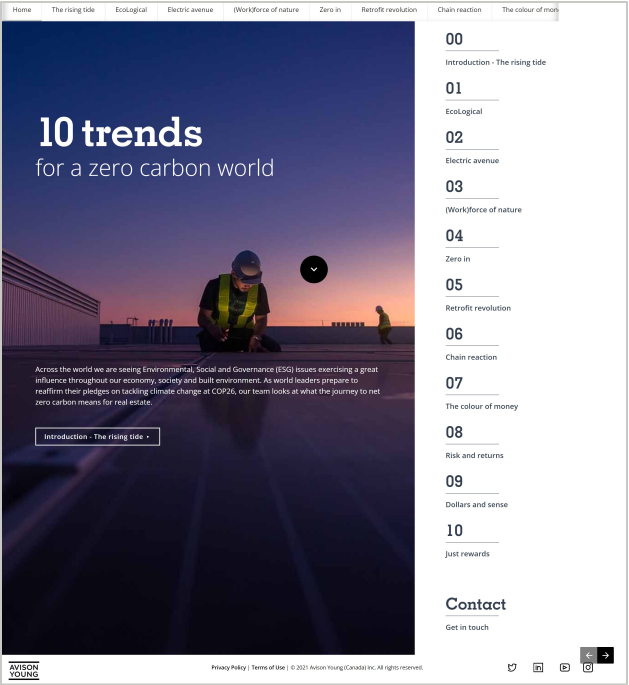 Home The rising tide EcoLogical Electric avenue (Work)force of nature Zero in Retrofit revolution Chain reaction The colour of mon
10 trends
for a zero carbon world
Across the world we are seeing Environmental, Social and Governance (ESG) issues exercising a great
influence throughout our economy, society and built environment. As world leaders prepare to
reaffirm their pledges on tackling climate change at COP26, our team looks at what the journey to net
zero carbon means for real estate.
Introduction - The rising tide
00
Introduction - The rising tide
01
EcoLogical
02
Electric avenue
03
(Work)force of nature
04
Zero in
05
Retrofit revolution
06
Chain reaction
07
The colour of money
08
Risk and returns
09
Dollars and sense
10
Just rewards
Contact
Get in touch
AVISON
YOUNG
Privacy Policy | Terms of Use | © 2021 Avison Young (Canada) Inc. All rights reserved.